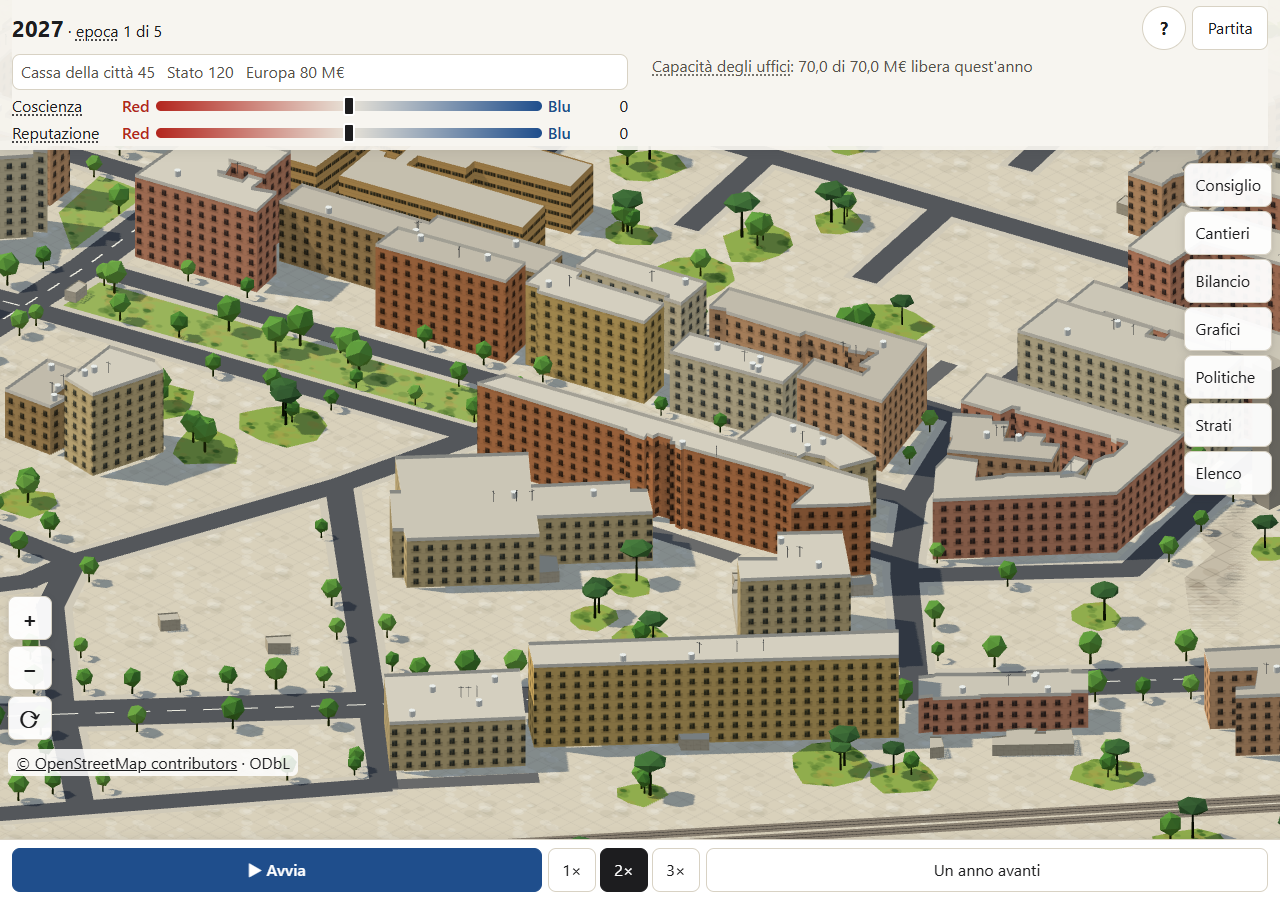 2027 · epoca 1 di 5
?
Partita
Cassa della città 45 Stato 120 Europa 80 M€
Capacità degli uffici: 70,0 di 70,0 M€ libera quest'anno
Coscienza Red Blu 0
Reputazione Red Blu 0
Consiglio
Cantieri
Bilancio
Grafici
Politiche
Strati
Elenco
+
−
⟳
© OpenStreetMap contributors · ODbL
▶ Avvia
1×
2×
3×
Un anno avanti